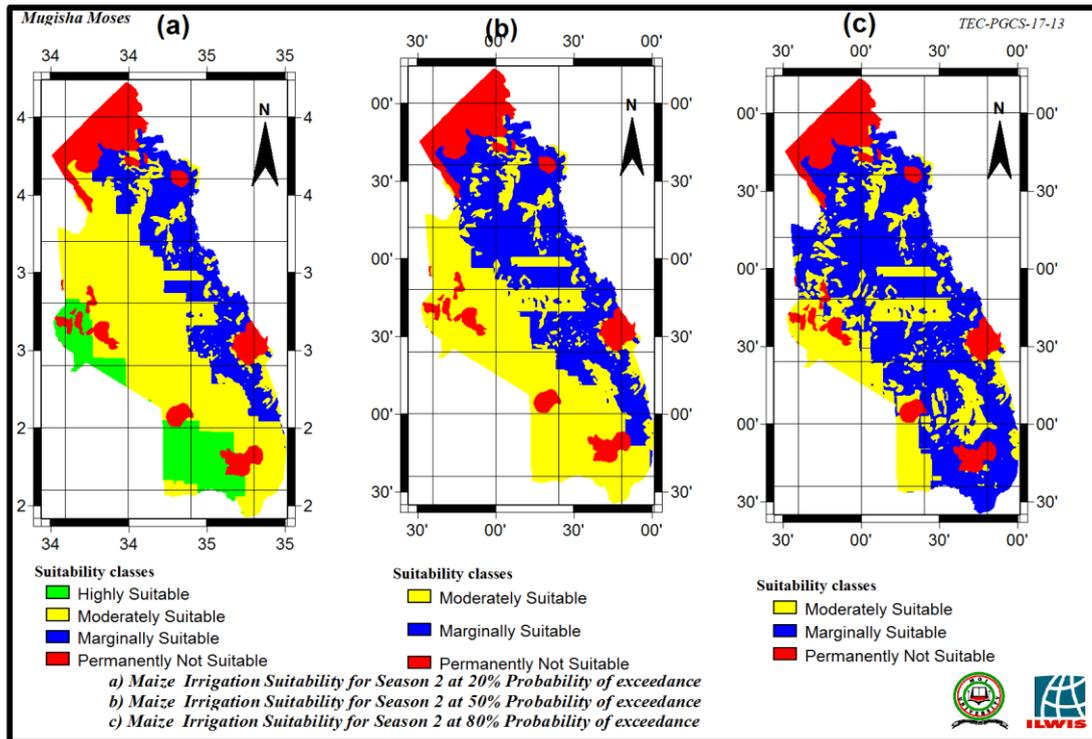 Mugisha Moses
(a)
(b)
(c)
TEC-PGCS-17-13
34 34 35 35
30' 00' 30' 00'
30' 00' 30' 00'
N
N
N
4
4
3
3
2
2
00'
30'
00'
30'
00'
30'
00'
30'
00'
30'
00'
30'
4
4
3
3
2
2
00'
30'
00'
30'
00'
30'
00'
30'
00'
30'
00'
30'
34 34 35 35
30' 00' 30' 00'
30' 00' 30' 00'
Suitability classes
Highly Suitable
Moderately Suitable
Marginally Suitable
Permanently Not Suitable
Suitability classes
Moderately Suitable
Marginally Suitable
Permanently Not Suitable
Suitability classes
Moderately Suitable
Marginally Suitable
Permanently Not Suitable
a) Maize Irrigation Suitability for Season 2 at 20% Probability of exceedance
b) Maize Irrigation Suitability for Season 2 at 50% Probability of exceedance
c) Maize Irrigation Suitability for Season 2 at 80% Probability of exceedance
ILWIS